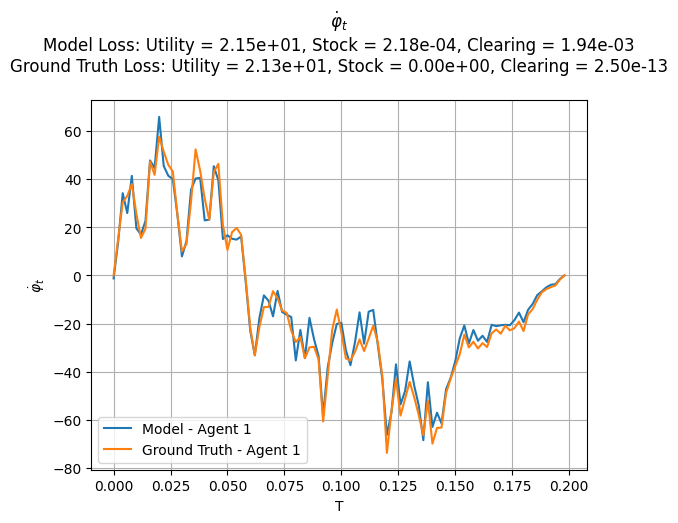 φ̇ₜ
Model Loss: Utility = 2.15e+01, Stock = 2.18e-04, Clearing = 1.94e-03
Ground Truth Loss: Utility = 2.13e+01, Stock = 0.00e+00, Clearing = 2.50e-13
60
40
20
0
−20
−40
−60
−80
φ̇ₜ
Model - Agent 1
Ground Truth - Agent 1
0.000 0.025 0.050 0.075 0.100 0.125 0.150 0.175 0.200
T